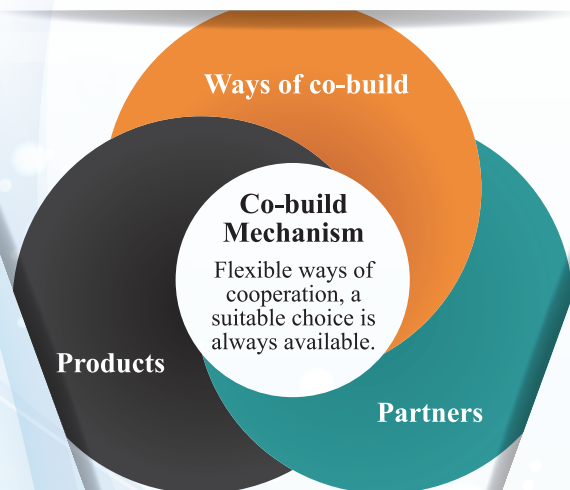 Ways of co-build
Co-build
Mechanism
Flexible ways of
cooperation, a
suitable choice is
always available.
Products
Partners